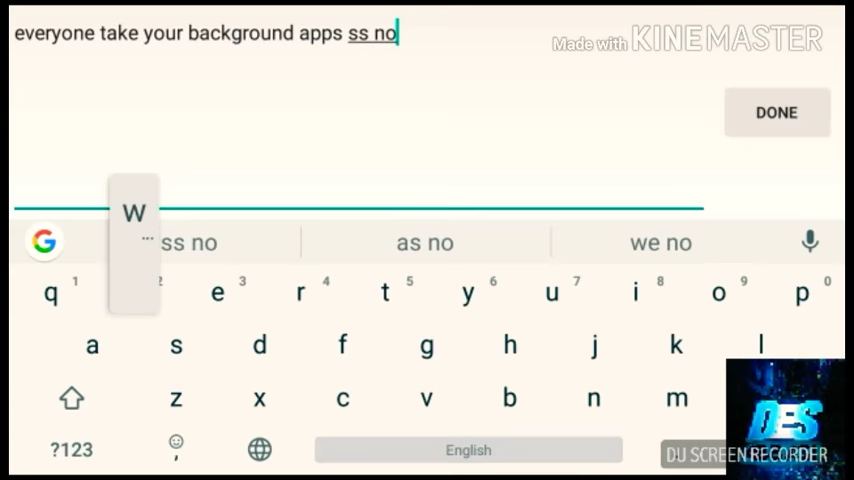 everyone take your background apps ss no
Made with KINEMASTER
DONE
W
...
ss no as no we no
q 1 2 e 3 r 4 t 5 y 6 u 7 i 8 o 9 p 0
a s d f g h j k l
z x c v b n m
?123 , English
DES
DU SCREEN RECORDER